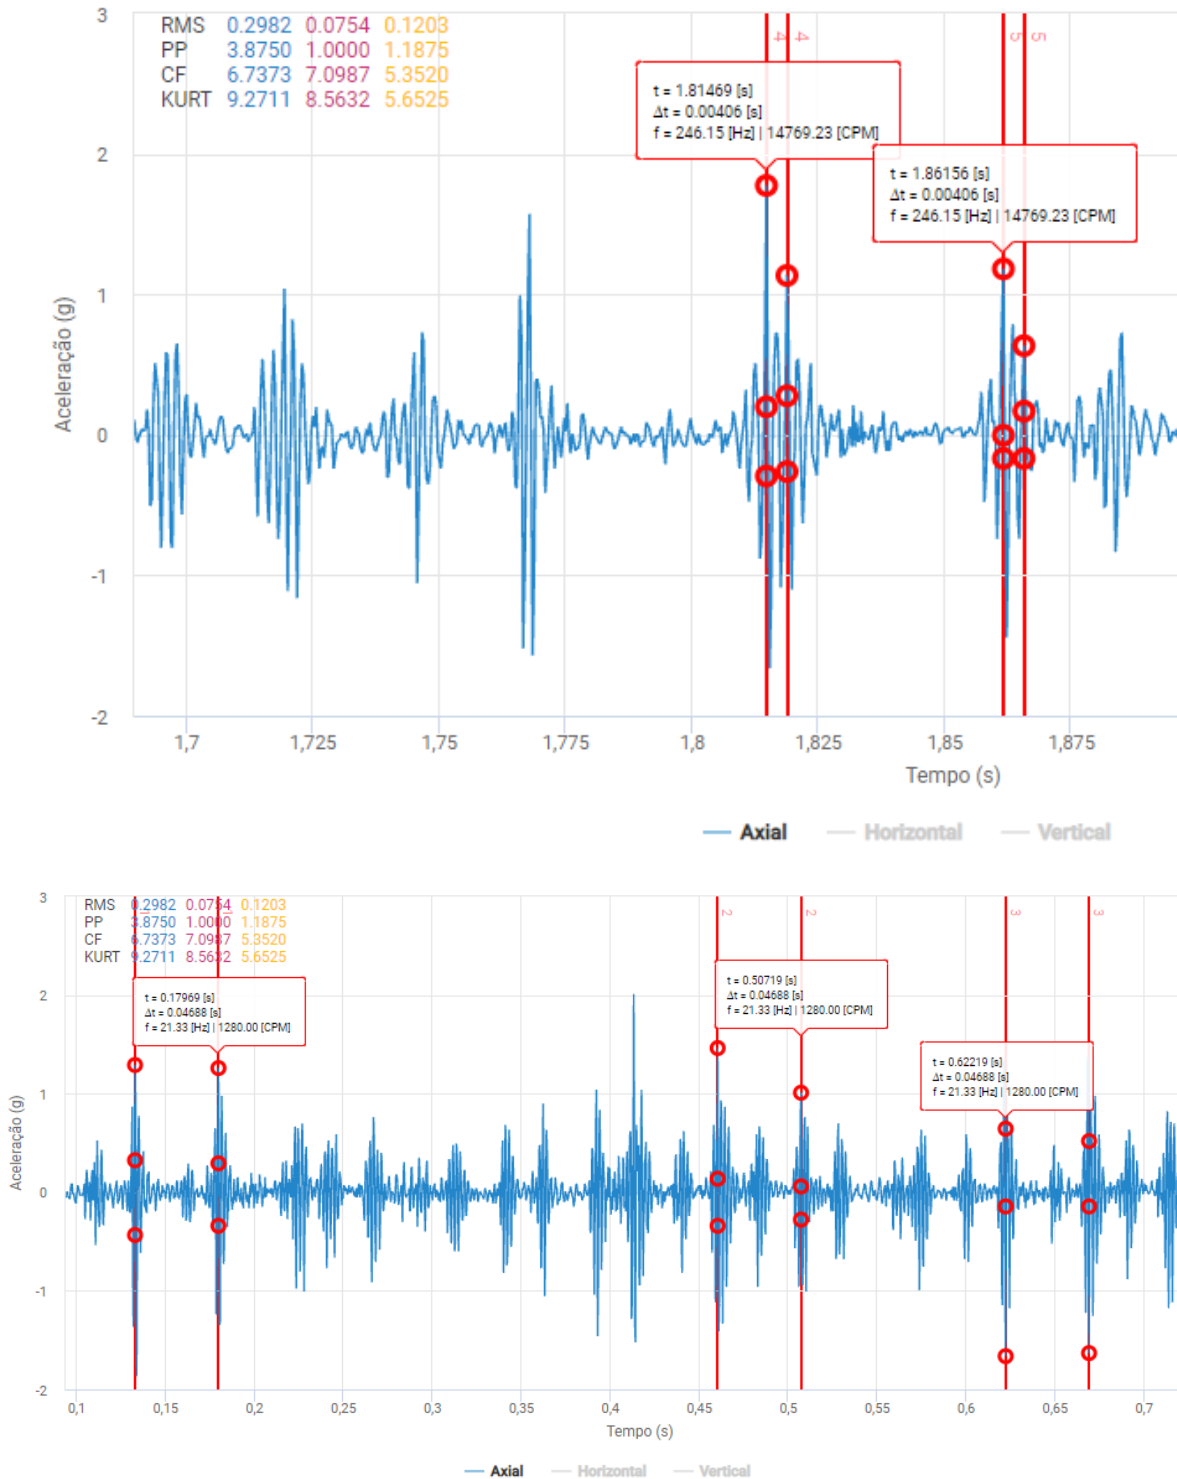 3
RMS 0.2982 0.0754 0.1203
PP 3.8750 1.0000 1.1875
CF 6.7373 7.0987 5.3520
KURT 9.2711 8.5632 5.6525
4 4
5 5
t = 1.81469 [s]
Δt = 0.00406 [s]
f = 246.15 [Hz] | 14769.23 [CPM]
t = 1.86156 [s]
Δt = 0.00406 [s]
f = 246.15 [Hz] | 14769.23 [CPM]
2
1
0
-1
-2
Aceleração (g)
1,7 1,725 1,75 1,775 1,8 1,825 1,85 1,875
Tempo (s)
Axial Horizontal Vertical
3
RMS 0.2982 0.0754 0.1203
PP 3.8750 1.0000 1.1875
CF 6.7373 7.0987 5.3520
KURT 9.2711 8.5632 5.6525
2 2
3 3
t = 0.17969 [s]
Δt = 0.04688 [s]
f = 21.33 [Hz] | 1280.00 [CPM]
t = 0.50719 [s]
Δt = 0.04688 [s]
f = 21.33 [Hz] | 1280.00 [CPM]
t = 0.62219 [s]
Δt = 0.04688 [s]
f = 21.33 [Hz] | 1280.00 [CPM]
2
1
0
-1
-2
Aceleração (g)
0,1 0,15 0,2 0,25 0,3 0,35 0,4 0,45 0,5 0,55 0,6 0,65 0,7
Tempo (s)
Axial Horizontal Vertical